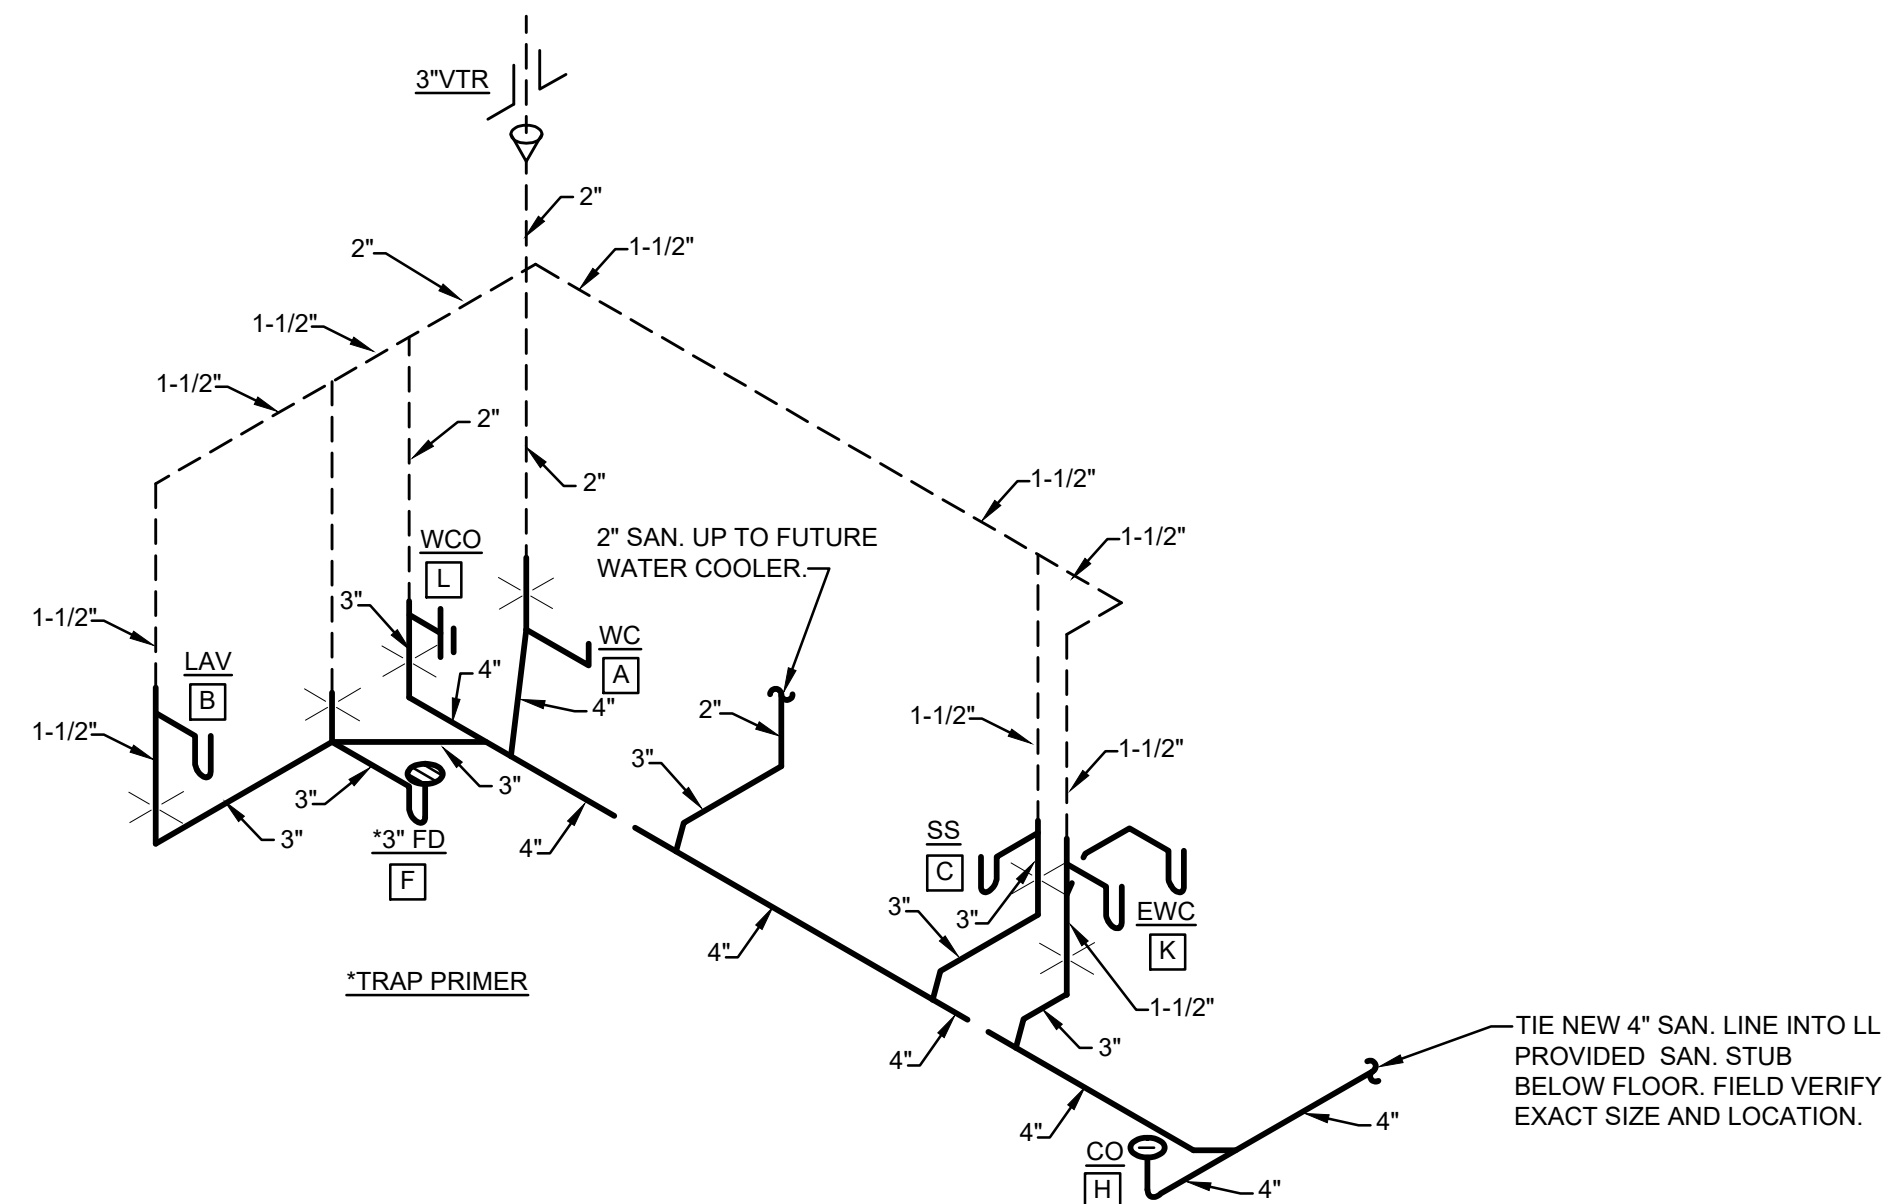 3"VTR
2"
2"
1-1/2"
1-1/2"
1-1/2"
2"
2"
1-1/2"
1-1/2"
WCO
L
2" SAN. UP TO FUTURE
WATER COOLER.
3"
1-1/2"
WC
A
LAV
B
4"
4"
2"
1-1/2"
1-1/2"
1-1/2"
3"
3"
3"
3"
4"
*3" FD
F
SS
C
3"
3"
EWC
K
4"
*TRAP PRIMER
1-1/2"
3"
4"
TIE NEW 4" SAN. LINE INTO LL
PROVIDED SAN. STUB
BELOW FLOOR. FIELD VERIFY
EXACT SIZE AND LOCATION.
4"
4"
CO
H
4"